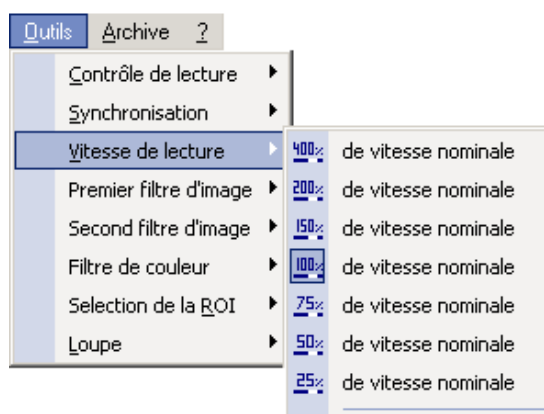 Outils Archive ?
Contrôle de lecture
Synchronisation
Vitesse de lecture
Premier filtre d'image
Second filtre d'image
Filtre de couleur
Selection de la ROI
Loupe
400% de vitesse nominale
200% de vitesse nominale
150% de vitesse nominale
100% de vitesse nominale
75% de vitesse nominale
50% de vitesse nominale
25% de vitesse nominale